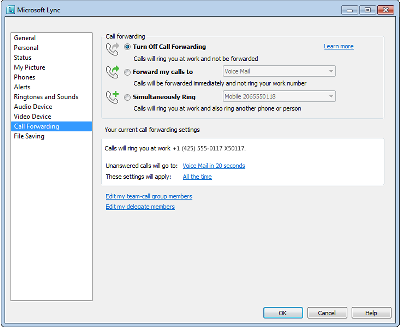 Microsoft Lync
General
Personal
Status
My Picture
Phones
Alerts
Ringtones and Sounds
Audio Device
Video Device
Call Forwarding
File Saving
Call forwarding
Turn Off Call Forwarding
Learn more
Calls will ring you at work and not be forwarded
Forward my calls to
Voice Mail
Calls will be forwarded immediately and not ring your work number
Simultaneously Ring
Mobile 2065550118
Calls will ring you at work and also ring another phone or person
Your current call forwarding settings
Calls will ring you at work +1 (425) 555-0117 X50117.
Unanswered calls will go to: Voice Mail in 20 seconds
These settings will apply: All the time
Edit my team-call group members
Edit my delegate members
OK
Cancel
Help